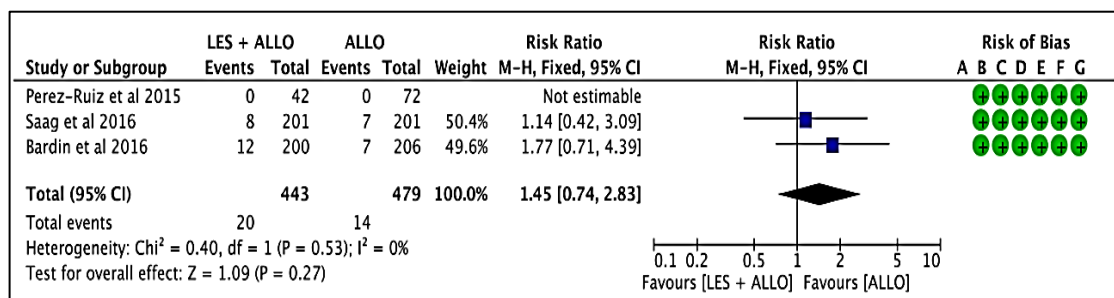 LES + ALLO ALLO Risk Ratio Risk Ratio Risk of Bias
Study or Subgroup Events Total Events Total Weight M-H, Fixed, 95% CI M-H, Fixed, 95% CI A B C D E F G
Perez-Ruiz et al 2015 0 42 0 72 Not estimable + + + + + +
Saag et al 2016 8 201 7 201 50.4% 1.14 [0.42, 3.09] + + + + + +
Bardin et al 2016 12 200 7 206 49.6% 1.77 [0.71, 4.39] + + + + + +
Total (95% CI) 443 479 100.0% 1.45 [0.74, 2.83]
Total events 20 14
Heterogeneity: Chi² = 0.40, df = 1 (P = 0.53); I² = 0%
Test for overall effect: Z = 1.09 (P = 0.27)
0.1 0.2 0.5 1 2 5 10
Favours [LES + ALLO] Favours [ALLO]